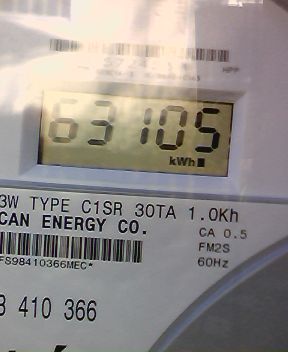 63105
kWh
3W TYPE C1SR 30TA 1.0Kh
CAN ENERGY CO.
CA 0.5
FM2S
FS98410366MEC*
60Hz
3 410 366